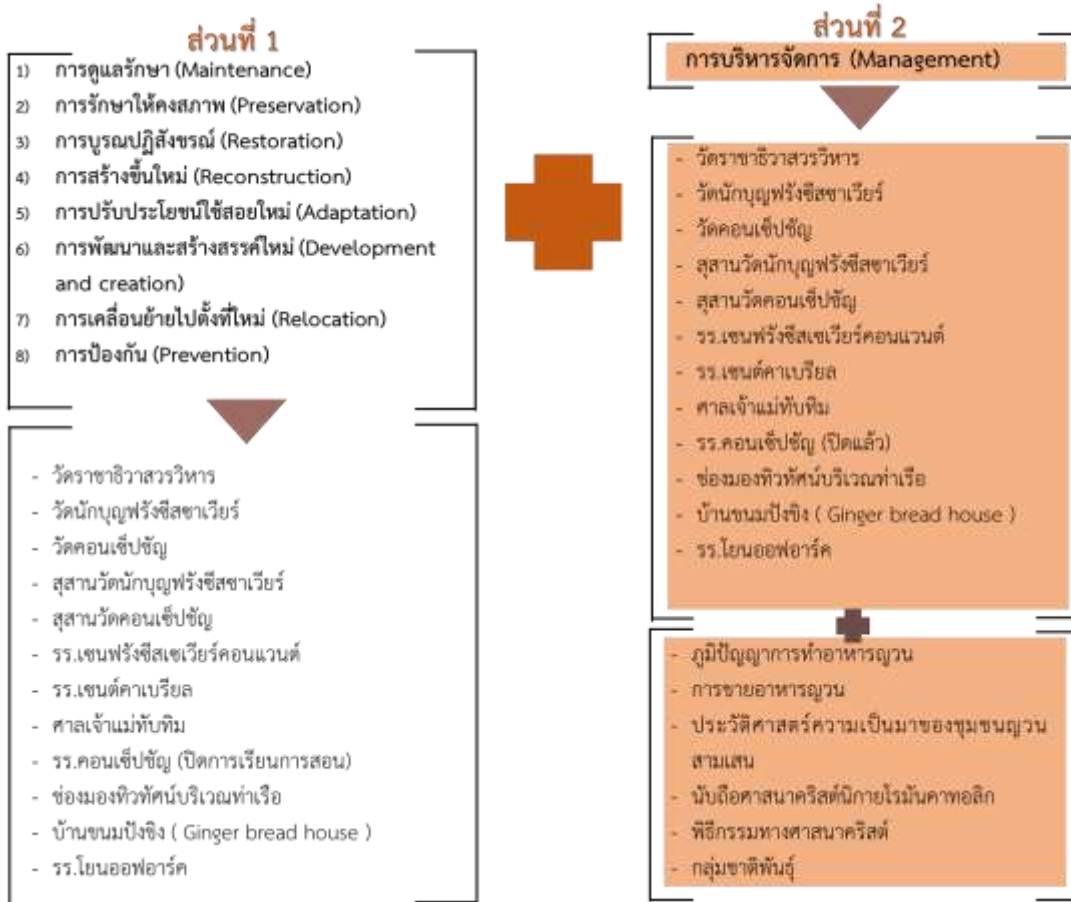 ส่วนที่ 1
1) การดูแลรักษา (Maintenance)
2) การรักษาให้คงสภาพ (Preservation)
3) การบูรณปฏิสังขรณ์ (Restoration)
4) การสร้างขึ้นใหม่ (Reconstruction)
5) การปรับประโยชน์ใช้สอยใหม่ (Adaptation)
6) การพัฒนาและสร้างสรรค์ใหม่ (Development
and creation)
7) การเคลื่อนย้ายไปตั้งที่ใหม่ (Relocation)
8) การป้องกัน (Prevention)
- วัดราชาธิวาสวรวิหาร
- วัดนักบุญฟรังซีสซาเวียร์
- วัดคอนเซ็ปชัญ
- สุสานวัดนักบุญฟรังซีสซาเวียร์
- สุสานวัดคอนเซ็ปชัญ
- รร.เซนฟรังซีสเซเวียร์คอนแวนต์
- รร.เซนต์คาเบรียล
- ศาลเจ้าแม่ทับทิม
- รร.คอนเซ็ปชัญ (ปิดการเรียนการสอน)
- ช่องมองทิวทัศน์บริเวณท่าเรือ
- บ้านขนมปังขิง ( Ginger bread house )
- รร.โยนออฟอาร์ค
ส่วนที่ 2
การบริหารจัดการ (Management)
- วัดราชาธิวาสวรวิหาร
- วัดนักบุญฟรังซีสซาเวียร์
- วัดคอนเซ็ปชัญ
- สุสานวัดนักบุญฟรังซีสซาเวียร์
- สุสานวัดคอนเซ็ปชัญ
- รร.เซนฟรังซีสเซเวียร์คอนแวนต์
- รร.เซนต์คาเบรียล
- ศาลเจ้าแม่ทับทิม
- รร.คอนเซ็ปชัญ (ปิดแล้ว)
- ช่องมองทิวทัศน์บริเวณท่าเรือ
- บ้านขนมปังขิง ( Ginger bread house )
- รร.โยนออฟอาร์ค
- ภูมิปัญญาการทำอาหารญวน
- การขายอาหารญวน
- ประวัติศาสตร์ความเป็นมาของชุมชนญวน
สามเสน
- นับถือศาสนาคริสต์นิกายโรมันคาทอลิก
- พิธีกรรมทางศาสนาคริสต์
- กลุ่มชาติพันธุ์